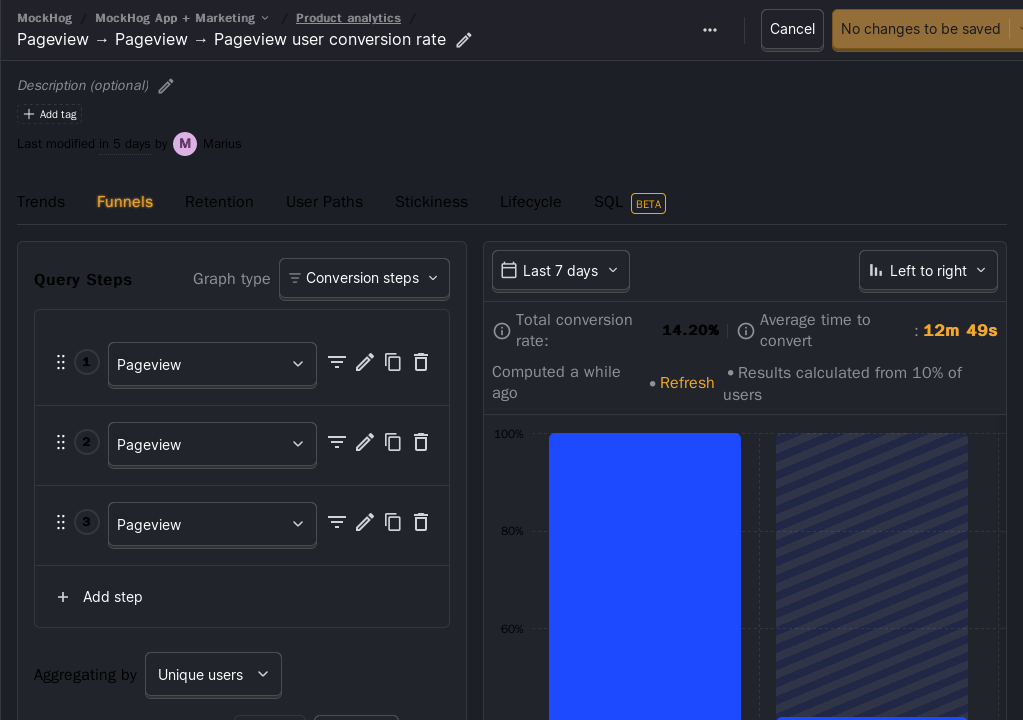 MockHog / MockHog App + Marketing / Product analytics /
Pageview → Pageview → Pageview user conversion rate
Cancel
No changes to be saved
Description (optional)
+ Add tag
Last modified in 5 days by M Marius
Trends Funnels Retention User Paths Stickiness Lifecycle SQL BETA
Query Steps
Graph type
Conversion steps
1 Pageview
2 Pageview
3 Pageview
+ Add step
Aggregating by
Unique users
Last 7 days
Left to right
Total conversion
rate:
14.20%
Average time to
convert
: 12m 49s
Computed a while
ago
• Refresh
• Results calculated from 10% of
users
100%
80%
60%